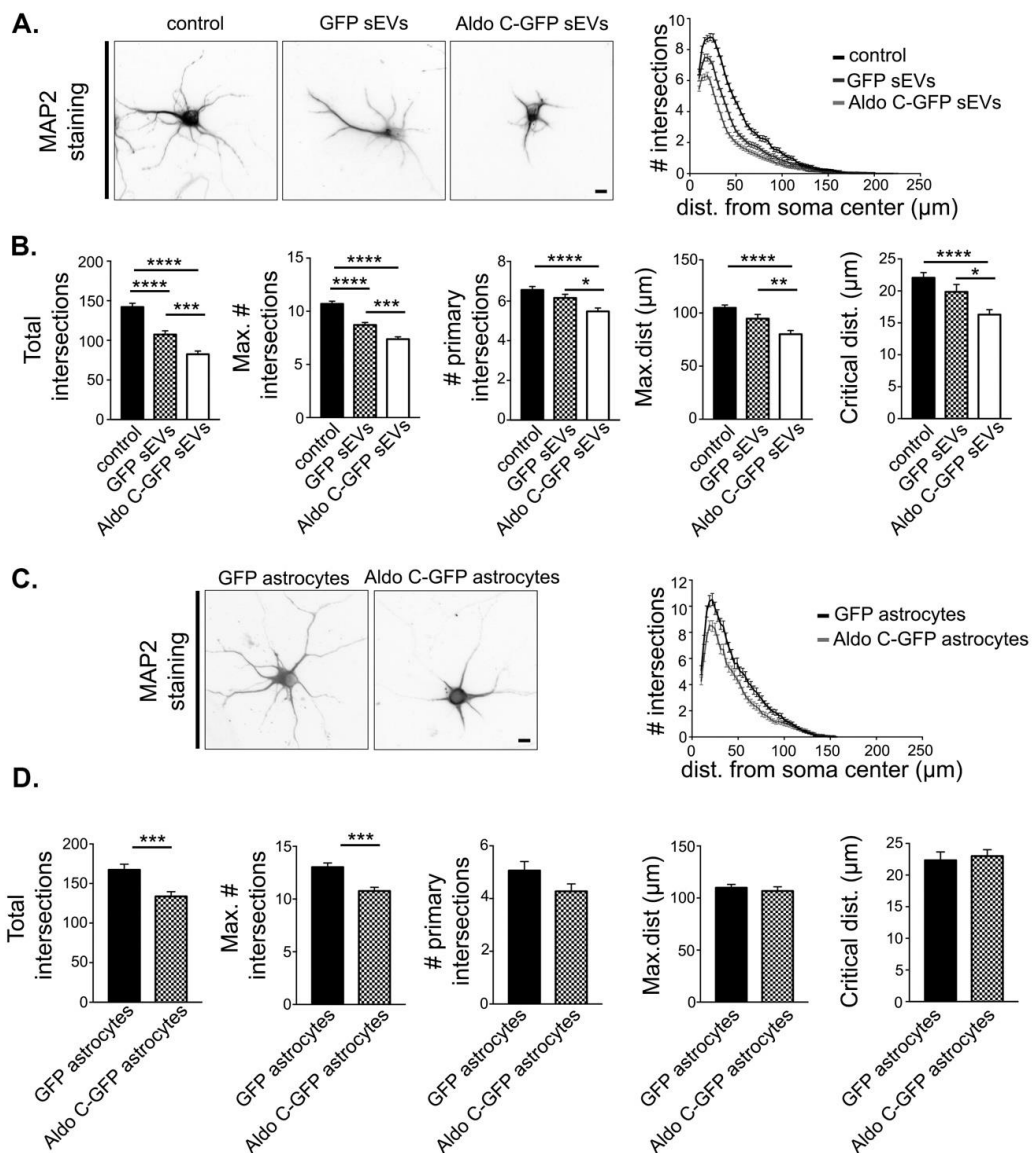 A.
control
GFP sEVs
Aldo C-GFP sEVs
MAP2
staining
# intersections
10
8
6
4
2
0
0
50
100
150
200
250
dist. from soma center (µm)
control
GFP sEVs
Aldo C-GFP sEVs
B.
Total
intersections
200
150
100
50
0
****
****
***
control
GFP sEVs
Aldo C-GFP sEVs
Max. #
intersections
15
10
5
0
****
****
***
control
GFP sEVs
Aldo C-GFP sEVs
# primary
intersections
8
6
4
2
0
****
*
control
GFP sEVs
Aldo C-GFP sEVs
Max.dist (µm)
150
100
50
0
****
**
control
GFP sEVs
Aldo C-GFP sEVs
Critical dist. (µm)
25
20
15
10
5
0
****
*
control
GFP sEVs
Aldo C-GFP sEVs
C.
GFP astrocytes
Aldo C-GFP astrocytes
MAP2
staining
# intersections
12
10
8
6
4
2
0
0
50
100
150
200
250
dist. from soma center (µm)
GFP astrocytes
Aldo C-GFP astrocytes
D.
Total
intersections
200
150
100
50
0
***
GFP astrocytes
Aldo C-GFP astrocytes
Max. #
intersections
15
10
5
0
***
GFP astrocytes
Aldo C-GFP astrocytes
# primary
intersections
6
4
2
0
GFP astrocytes
Aldo C-GFP astrocytes
Max.dist (µm)
150
100
50
0
GFP astrocytes
Aldo C-GFP astrocytes
Critical dist. (µm)
25
20
15
10
5
0
GFP astrocytes
Aldo C-GFP astrocytes